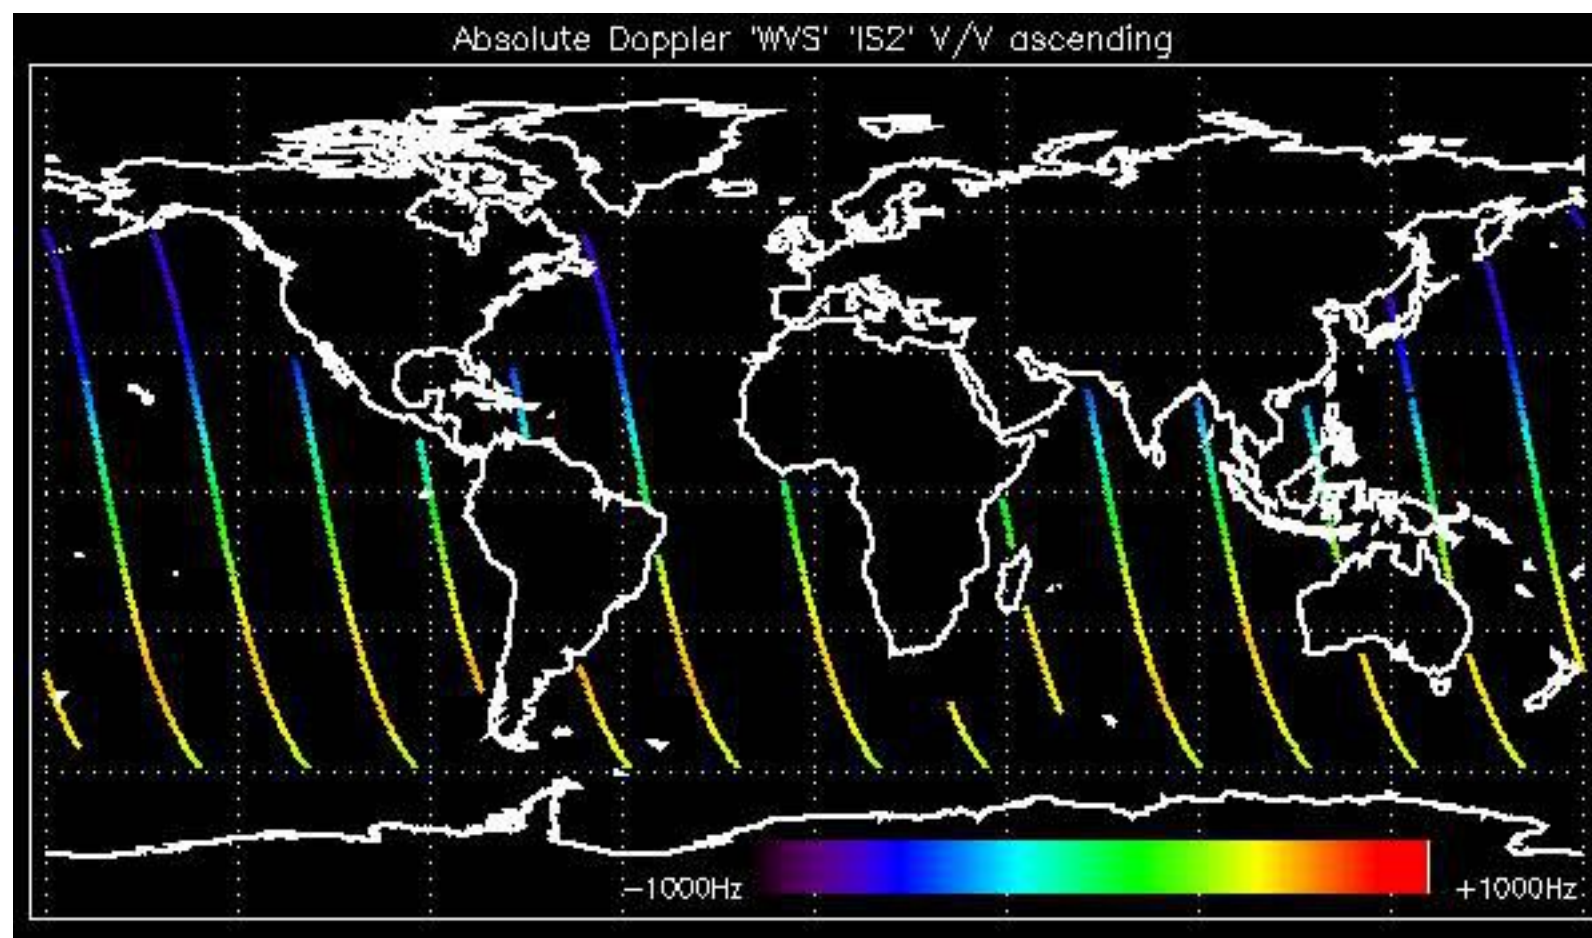 Absolute Doppler 'WVS' 'IS2' V/V ascending
−1000Hz +1000Hz